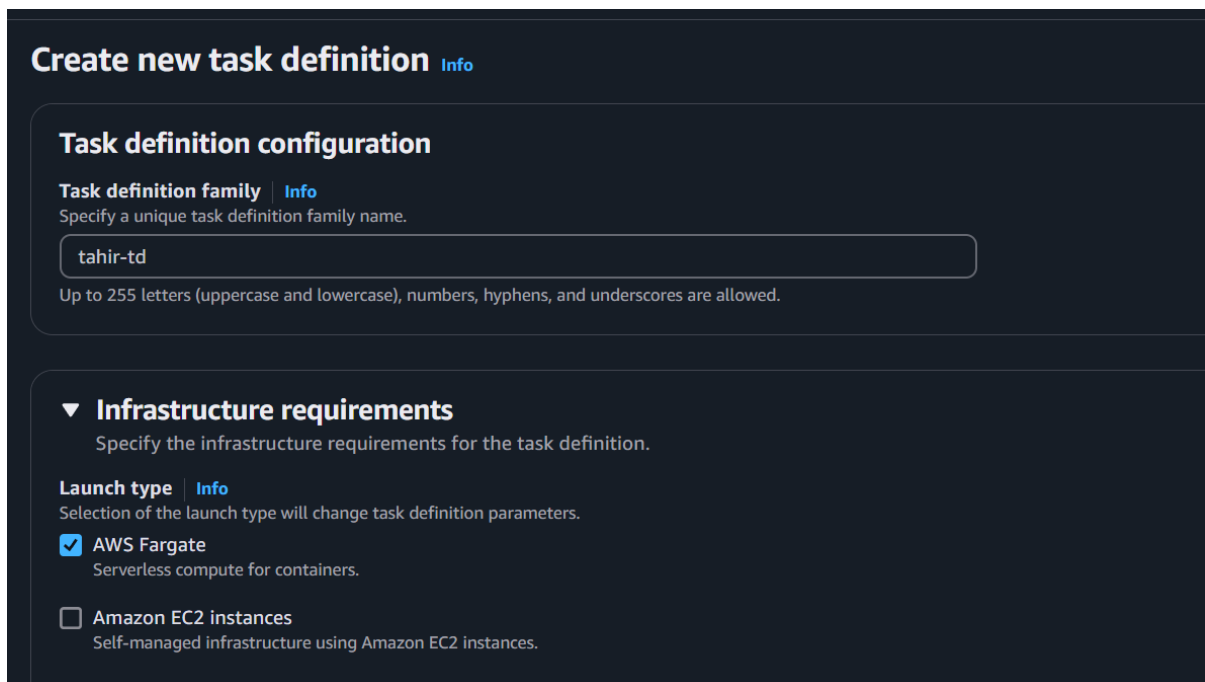 Create new task definition Info
Task definition configuration
Task definition family Info
Specify a unique task definition family name.
tahir-td
Up to 255 letters (uppercase and lowercase), numbers, hyphens, and underscores are allowed.
Infrastructure requirements
Specify the infrastructure requirements for the task definition.
Launch type Info
Selection of the launch type will change task definition parameters.
AWS Fargate
Serverless compute for containers.
Amazon EC2 instances
Self-managed infrastructure using Amazon EC2 instances.